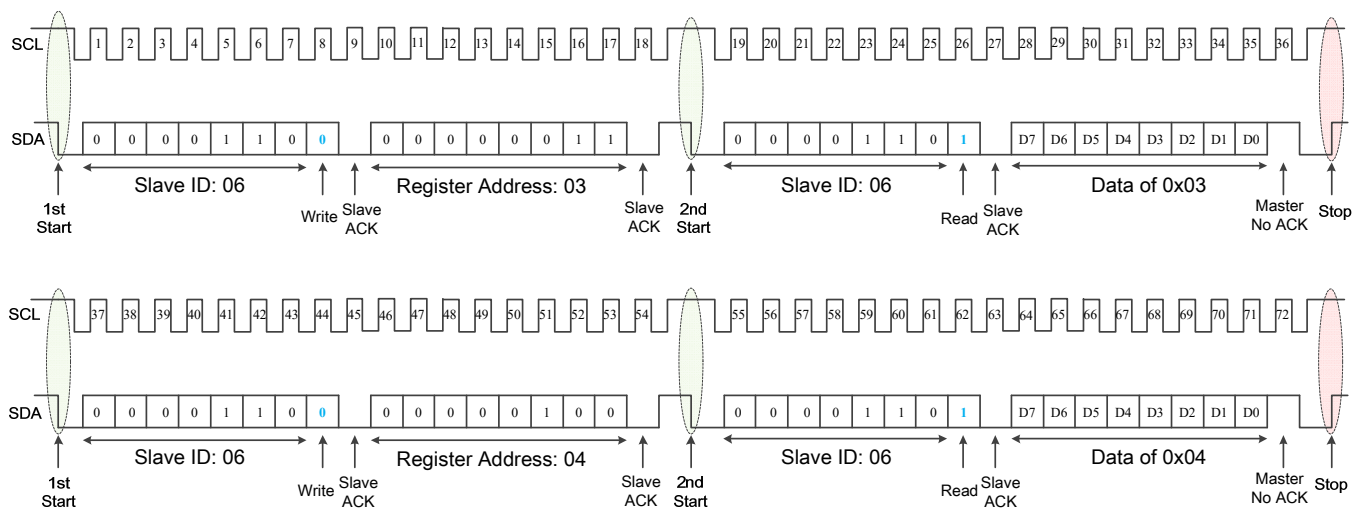 SCL 1 2 3 4 5 6 7 8 9 10 11 12 13 14 15 16 17 18 19 20 21 22 23 24 25 26 27 28 29 30 31 32 33 34 35 36
SDA 0 0 0 0 1 1 0 0 0 0 0 0 0 0 1 1 0 0 0 0 1 1 0 1 D7 D6 D5 D4 D3 D2 D1 D0
Slave ID: 06 Register Address: 03 Slave ID: 06 Data of 0x03
1st Start
Write
Slave ACK
Slave ACK
2nd Start
Read
Slave ACK
Master No ACK
Stop
SCL 37 38 39 40 41 42 43 44 45 46 47 48 49 50 51 52 53 54 55 56 57 58 59 60 61 62 63 64 65 66 67 68 69 70 71 72
SDA 0 0 0 0 1 1 0 0 0 0 0 0 0 1 0 0 0 0 0 0 1 1 0 1 D7 D6 D5 D4 D3 D2 D1 D0
Slave ID: 06 Register Address: 04 Slave ID: 06 Data of 0x04
1st Start
Write
Slave ACK
Slave ACK
2nd Start
Read
Slave ACK
Master No ACK
Stop